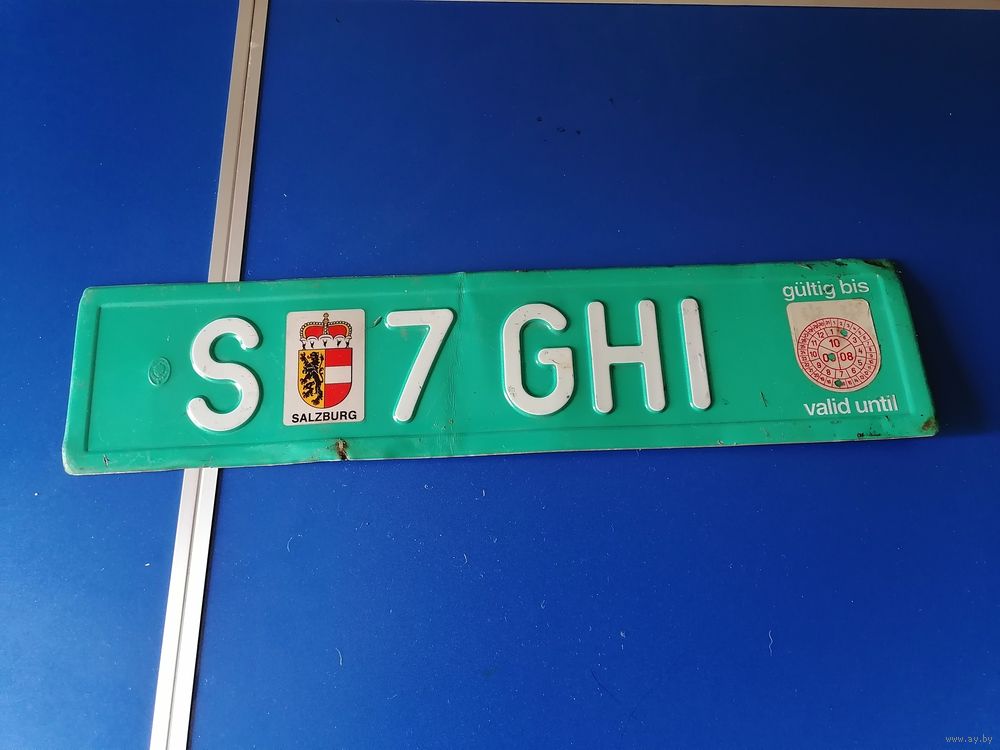 gültig bis
S 7 GHI
SALZBURG
10
08
valid until
www.ay.by